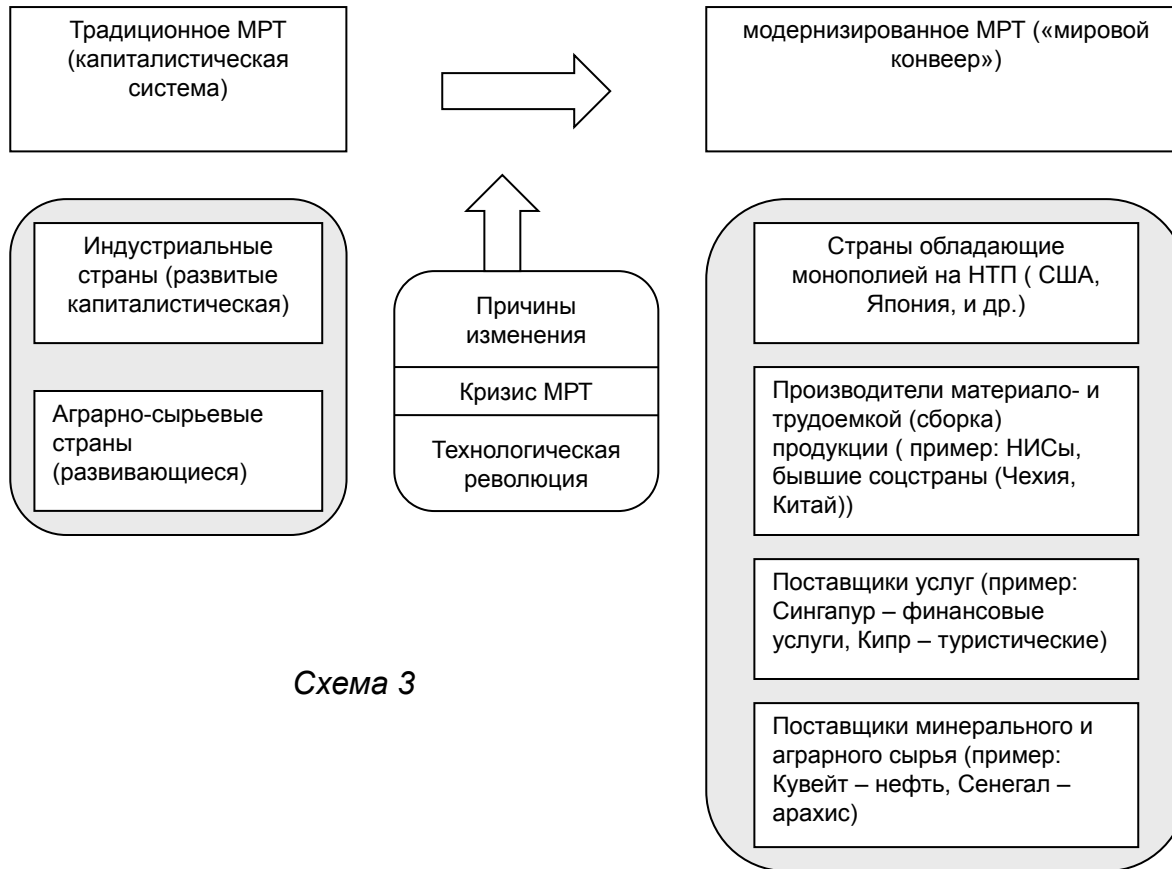 Традиционное МРТ
(капиталистическая
система)
модернизированное МРТ («мировой
конвеер»)
Индустриальные
страны (развитые
капиталистическая)
Аграрно-сырьевые
страны
(развивающиеся)
Причины
изменения
Кризис МРТ
Технологическая
революция
Страны обладающие
монополией на НТП ( США,
Япония, и др.)
Производители материало- и
трудоемкой (сборка)
продукции ( пример: НИСы,
бывшие соцстраны (Чехия,
Китай))
Поставщики услуг (пример:
Сингапур – финансовые
услуги, Кипр – туристические)
Поставщики минерального и
аграрного сырья (пример:
Кувейт – нефть, Сенегал –
арахис)
Схема 3